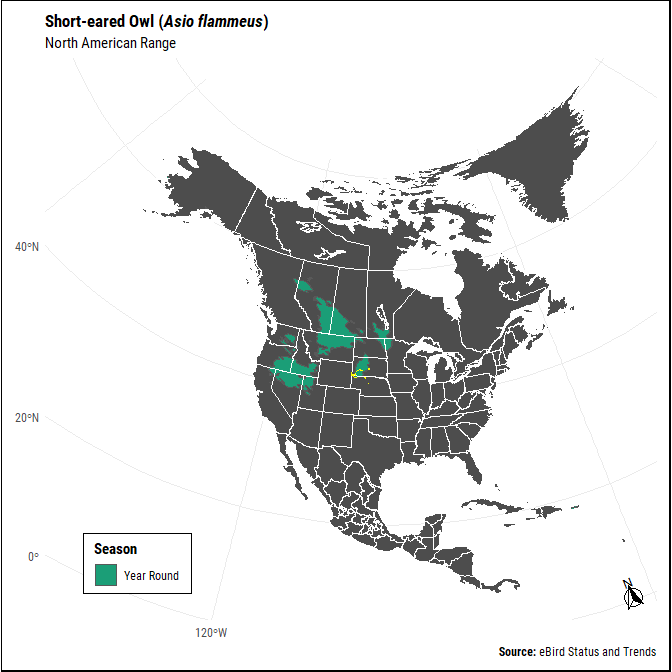 Short-eared Owl (Asio flammeus)
North American Range
40°N
20°N
0°
120°W
Season
Year Round
N
Source: eBird Status and Trends